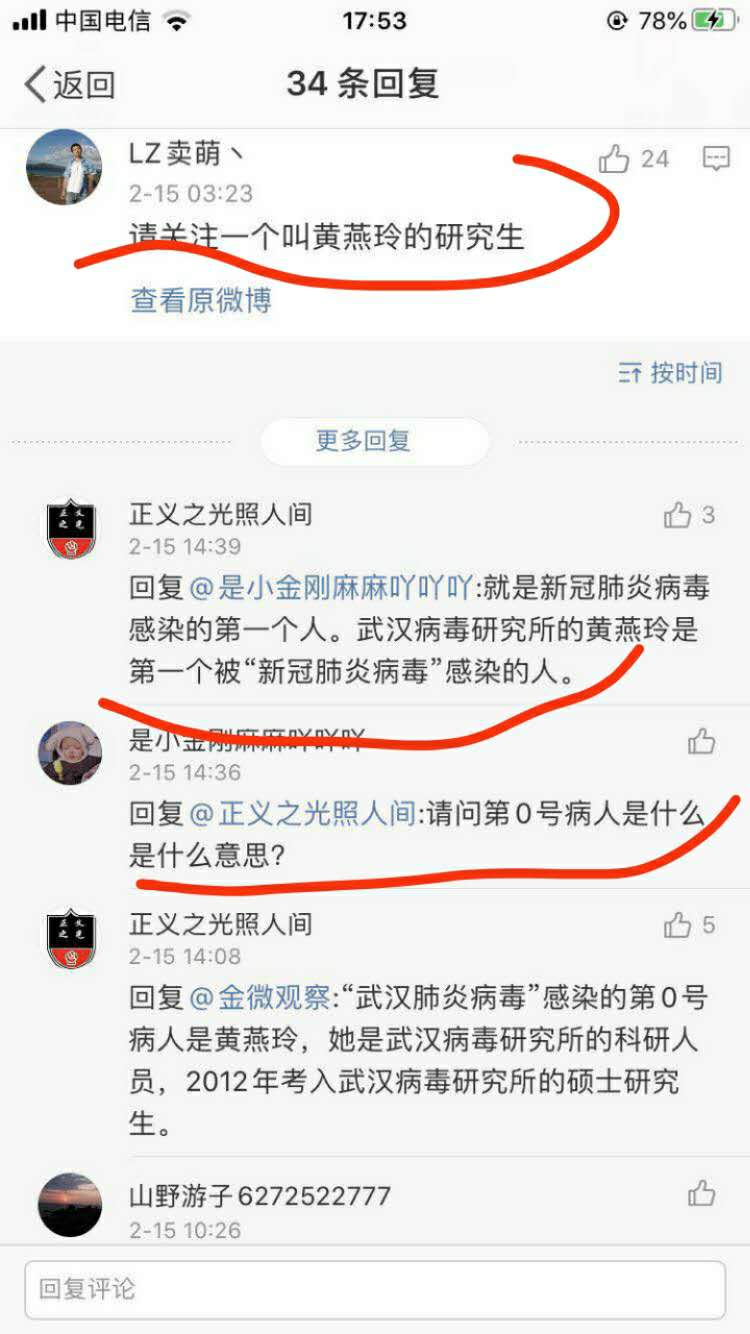 中国电信 17:53 78%
返回 34 条回复
LZ卖萌丶 24
2-15 03:23
请关注一个叫黄燕玲的研究生
查看原微博
按时间
更多回复
正义之光照人间 3
2-15 14:39
回复@是小金刚麻麻吖吖吖:就是新冠肺炎病毒
感染的第一个人。武汉病毒研究所的黄燕玲是
第一个被“新冠肺炎病毒”感染的人。
是小金刚麻麻吖吖吖
2-15 14:36
回复@正义之光照人间:请问第0号病人是什么
是什么意思?
正义之光照人间 5
2-15 14:08
回复@金微观察:“武汉肺炎病毒”感染的第0号
病人是黄燕玲，她是武汉病毒研究所的科研人
员，2012年考入武汉病毒研究所的硕士研究
生。
山野游子6272522777
2-15 10:26
回复评论